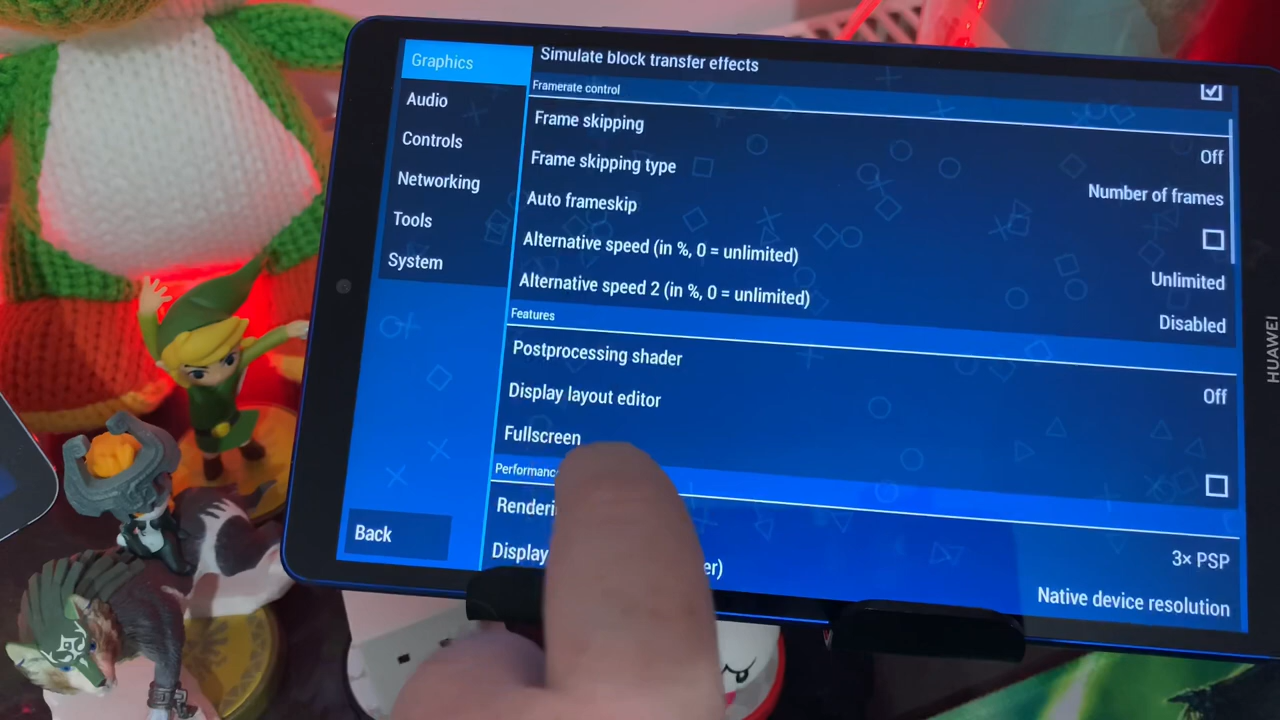 Graphics
Audio
Controls
Networking
Tools
System
Back
Simulate block transfer effects
Framerate control
Frame skipping
Off
Frame skipping type
Number of frames
Auto frameskip
Alternative speed (in %, 0 = unlimited)
Unlimited
Alternative speed 2 (in %, 0 = unlimited)
Disabled
Features
Postprocessing shader
Off
Display layout editor
Fullscreen
3× PSP
Display
Native device resolution
HUAWEI